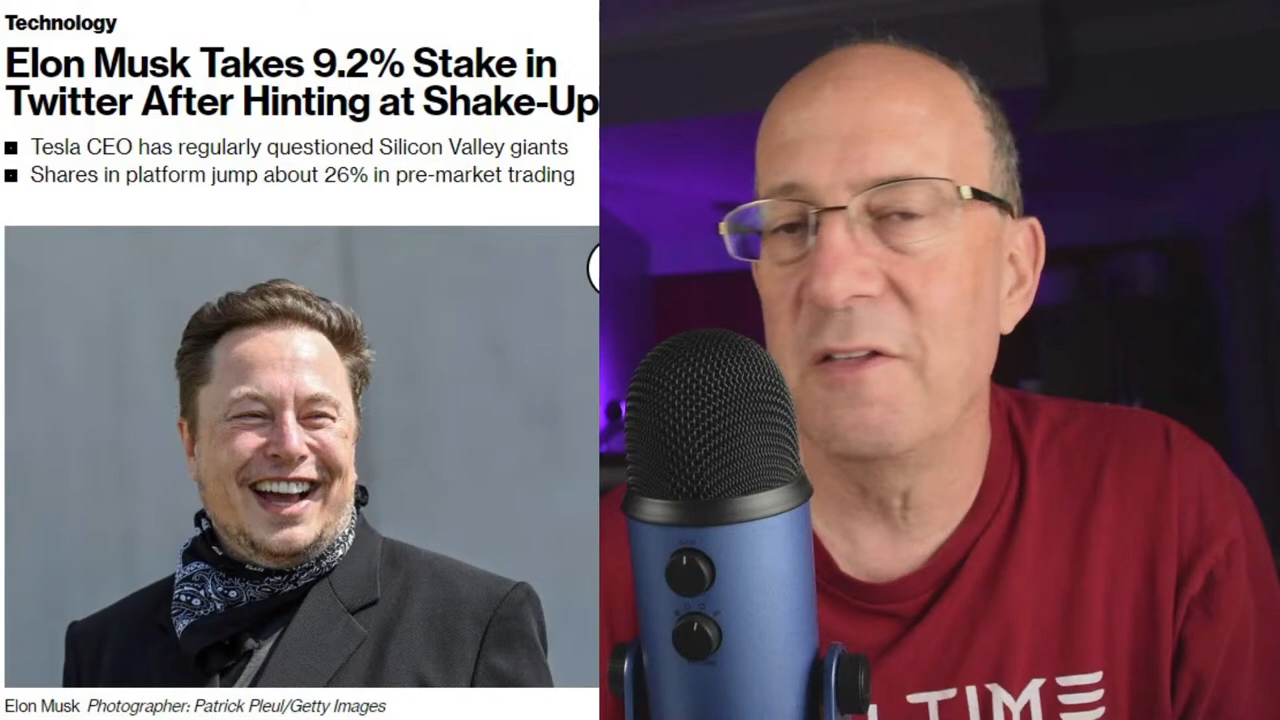 Technology
Elon Musk Takes 9.2% Stake in
Twitter After Hinting at Shake-Up
Tesla CEO has regularly questioned Silicon Valley giants
Shares in platform jump about 26% in pre-market trading
Elon Musk Photographer: Patrick Pleul/Getty Images
TIME